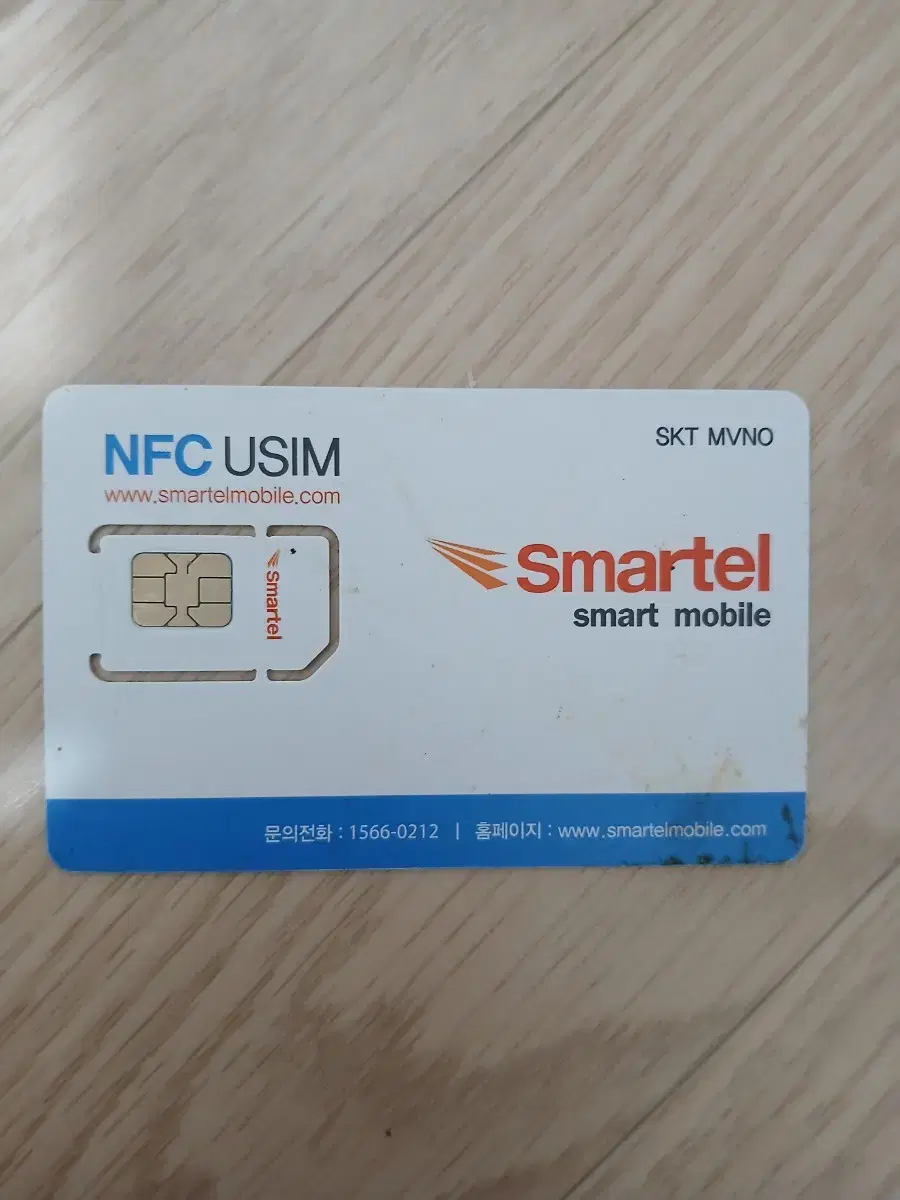 NFC USIM
www.smartelmobile.com
SKT MVNO
Smartel
Smartel
smart mobile
문의전화 : 1566-0212 | 홈페이지 : www.smartelmobile.com